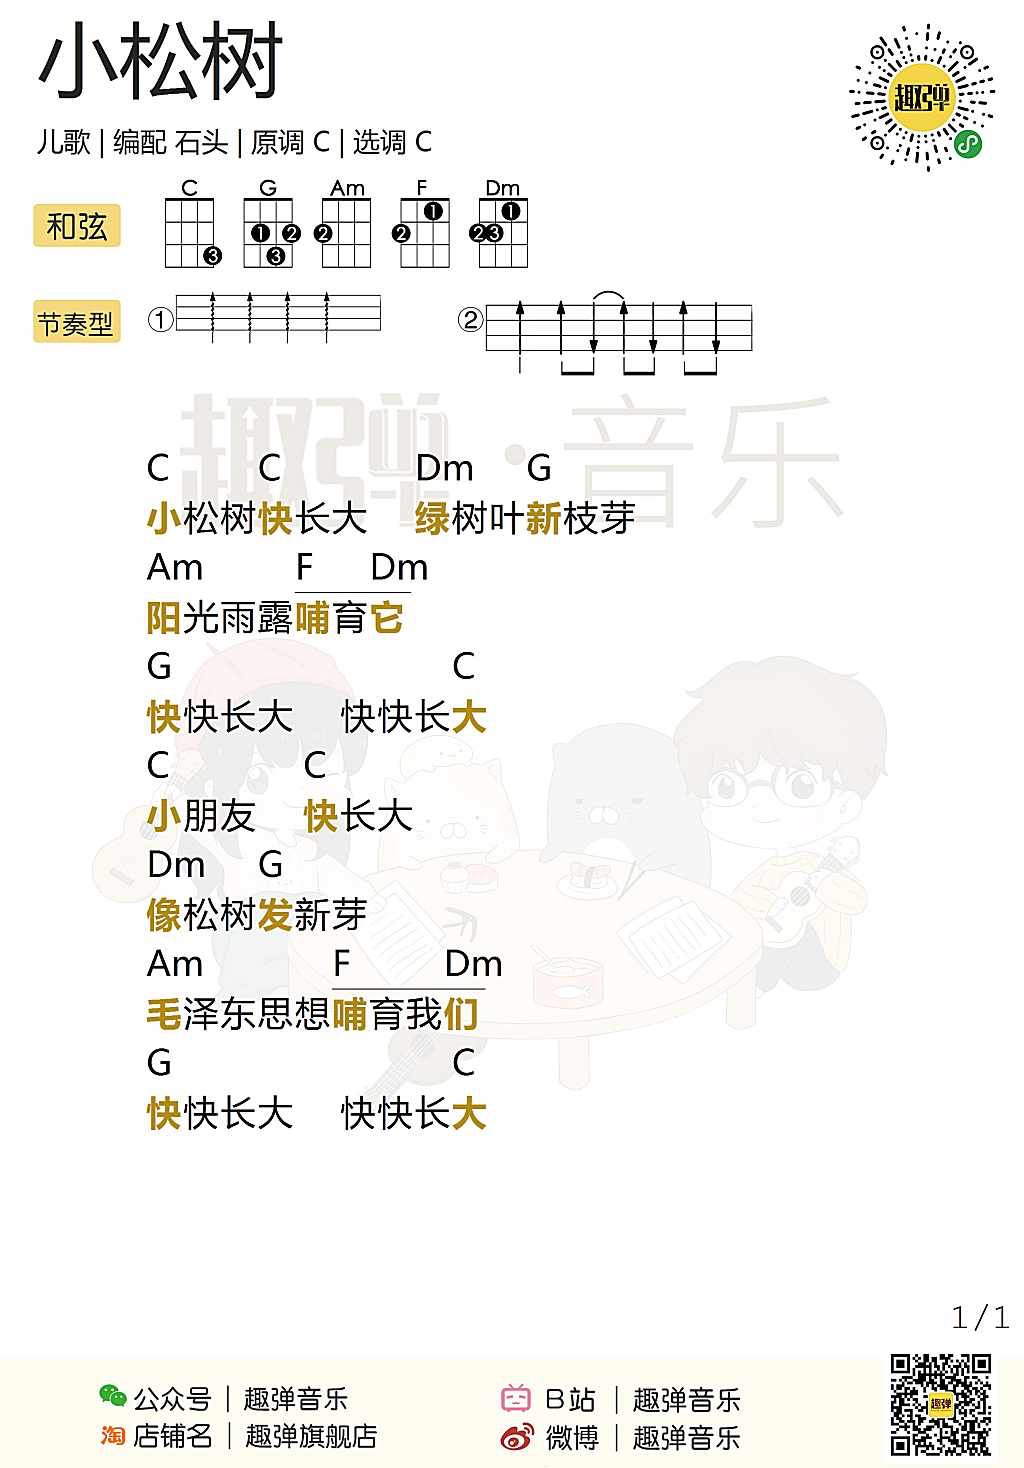 小松树
趣弹
儿歌 | 编配 石头 | 原调 C | 选调 C
和弦
C G Am F Dm
3 1 2 3 2 2 1 2 3 1
节奏型 ① ②
趣弹·音乐
C C Dm G
小松树快长大 绿树叶新枝芽
Am F Dm
阳光雨露哺育它
G C
快快长大 快快长大
C C
小朋友 快长大
Dm G
像松树发新芽
Am F Dm
毛泽东思想哺育我们
G C
快快长大 快快长大
1/1
公众号 | 趣弹音乐 B站 | 趣弹音乐
淘 店铺名 | 趣弹旗舰店 微博 | 趣弹音乐
趣弹